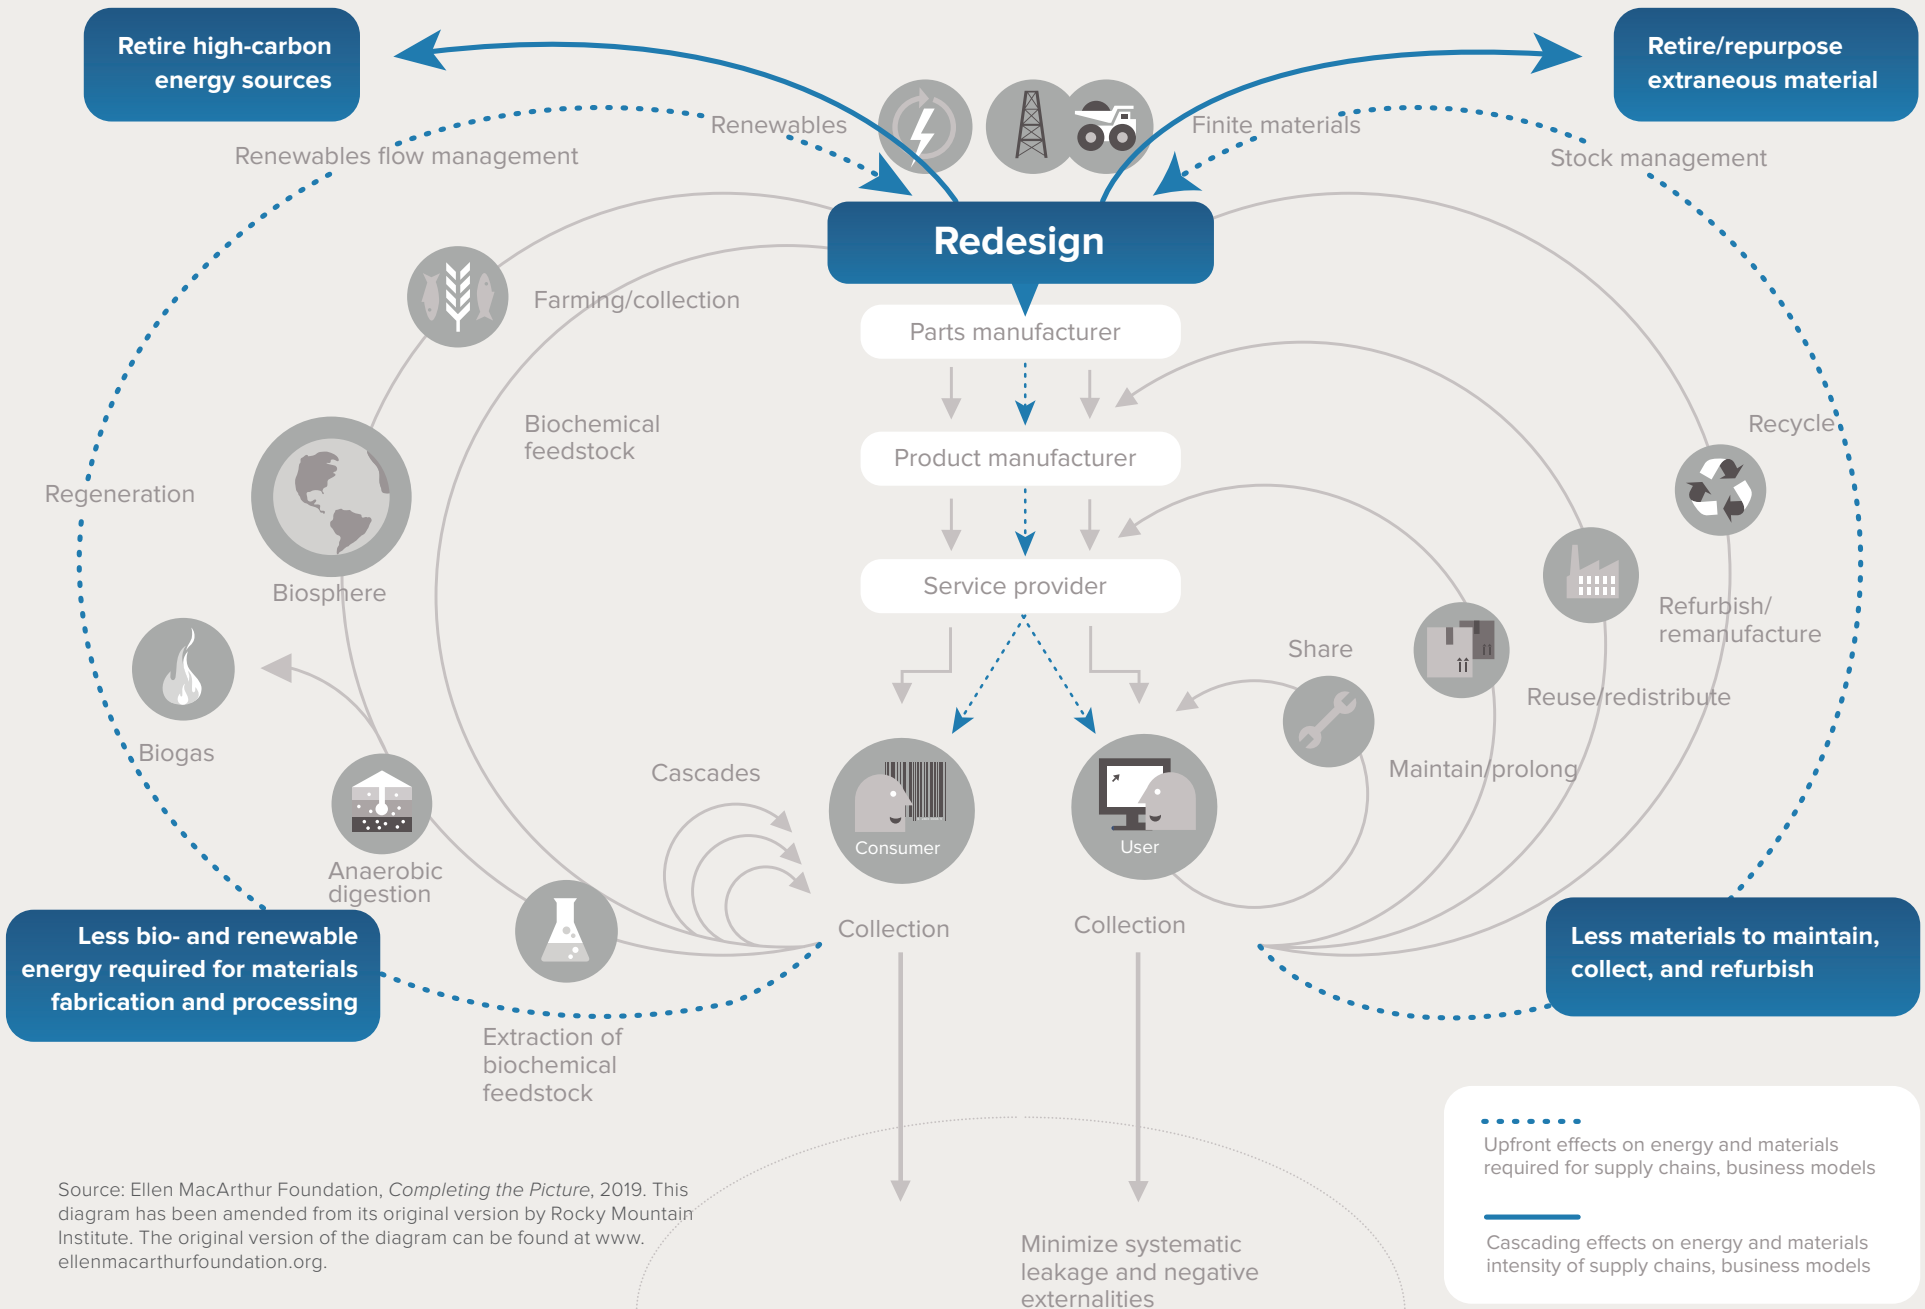 Retire high-carbon
energy sources
Retire/repurpose
extraneous material
Renewables
Finite materials
Renewables flow management
Stock management
Redesign
Farming/collection
Parts manufacturer
Biochemical
feedstock
Recycle
Product manufacturer
Regeneration
Biosphere
Service provider
Refurbish/
remanufacture
Share
Reuse/redistribute
Biogas
Cascades
Maintain/prolong
Consumer
User
Anaerobic
digestion
Collection
Collection
Less bio- and renewable
energy required for materials
fabrication and processing
Less materials to maintain,
collect, and refurbish
Extraction of
biochemical
feedstock
Upfront effects on energy and materials
required for supply chains, business models
Cascading effects on energy and materials
intensity of supply chains, business models
Source: Ellen MacArthur Foundation, Completing the Picture, 2019. This
diagram has been amended from its original version by Rocky Mountain
Institute. The original version of the diagram can be found at www.
ellenmacarthurfoundation.org.
Minimize systematic
leakage and negative
externalities